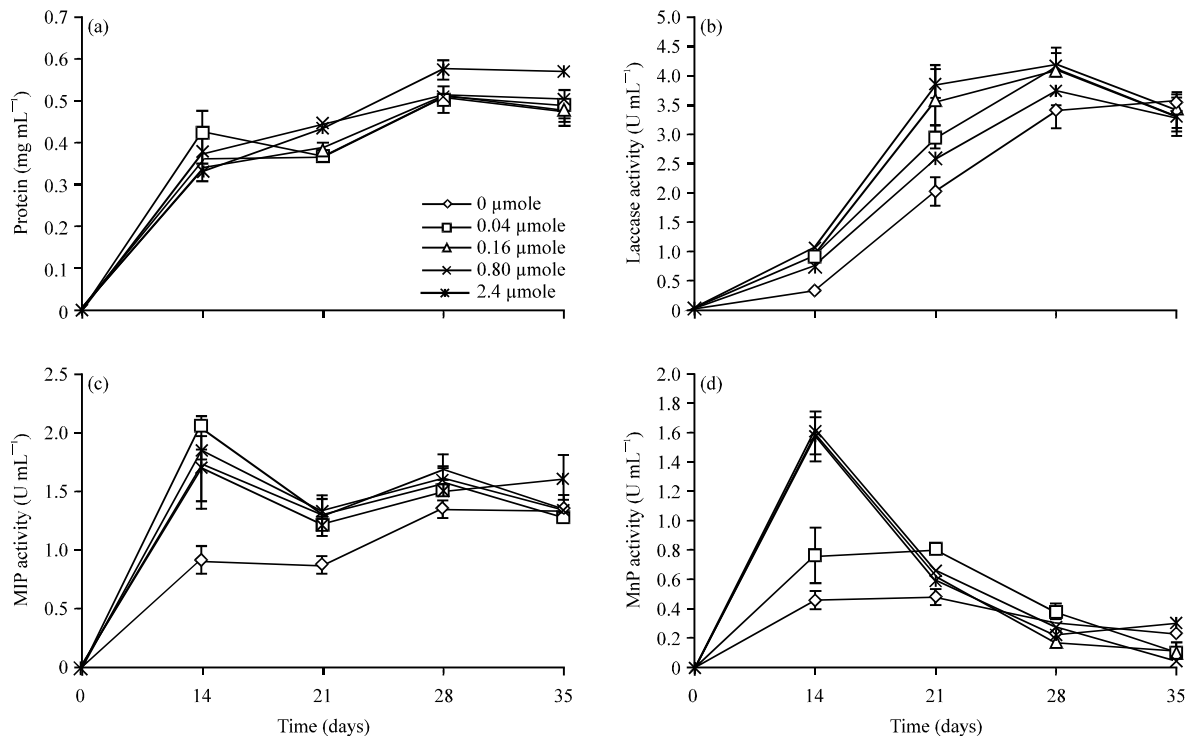 (a)
Protein (mg mL⁻¹)
0.7
0.6
0.5
0.4
0.3
0.2
0.1
0
0 µmole
0.04 µmole
0.16 µmole
0.80 µmole
2.4 µmole
(b)
Laccase activity (U mL⁻¹)
5.0
4.5
4.0
3.5
3.0
2.5
2.0
1.5
1.0
0.5
0
(c)
MIP activity (U mL⁻¹)
2.5
2.0
1.5
1.0
0.5
0
0 14 21 28 35
Time (days)
(d)
MnP activity (U mL⁻¹)
2.0
1.8
1.6
1.4
1.2
1.0
0.8
0.6
0.4
0.2
0
0 14 21 28 35
Time (days)